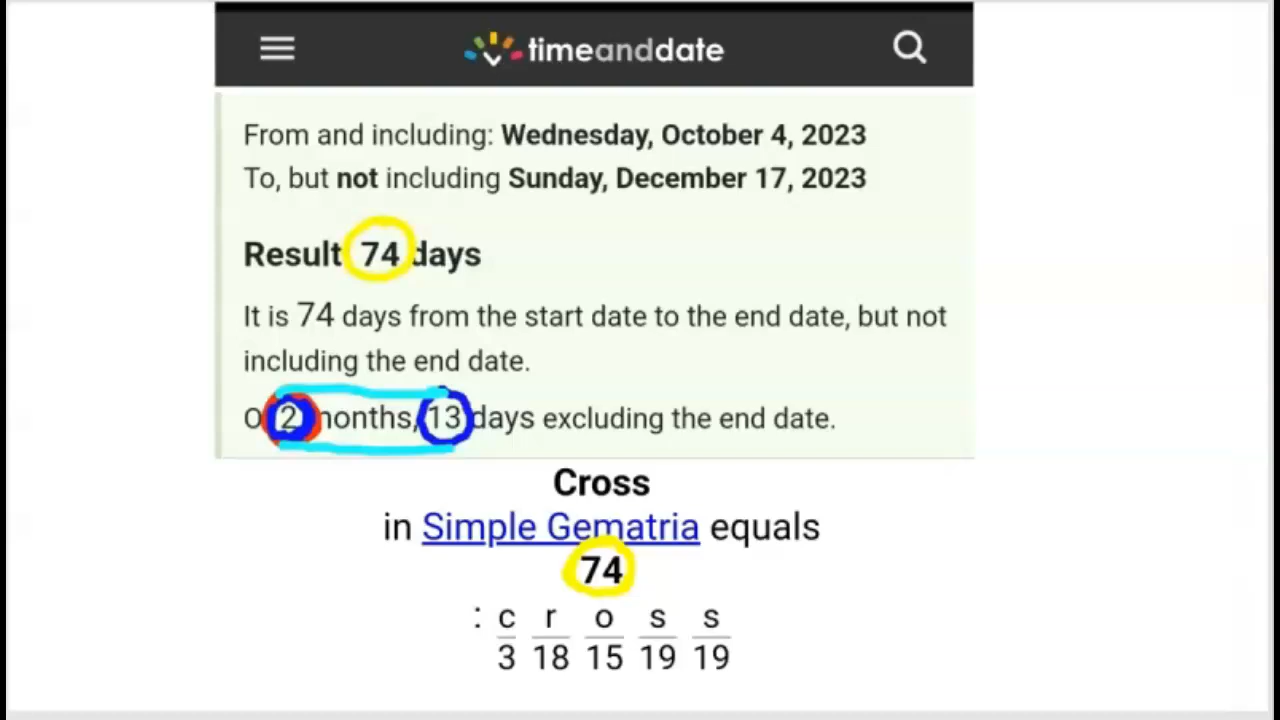 timeanddate
From and including: Wednesday, October 4, 2023
To, but not including Sunday, December 17, 2023
Result 74 days
It is 74 days from the start date to the end date, but not
including the end date.
O 2 months, 13 days excluding the end date.
Cross
in Simple Gematria equals
74
: c r o s s
3 18 15 19 19